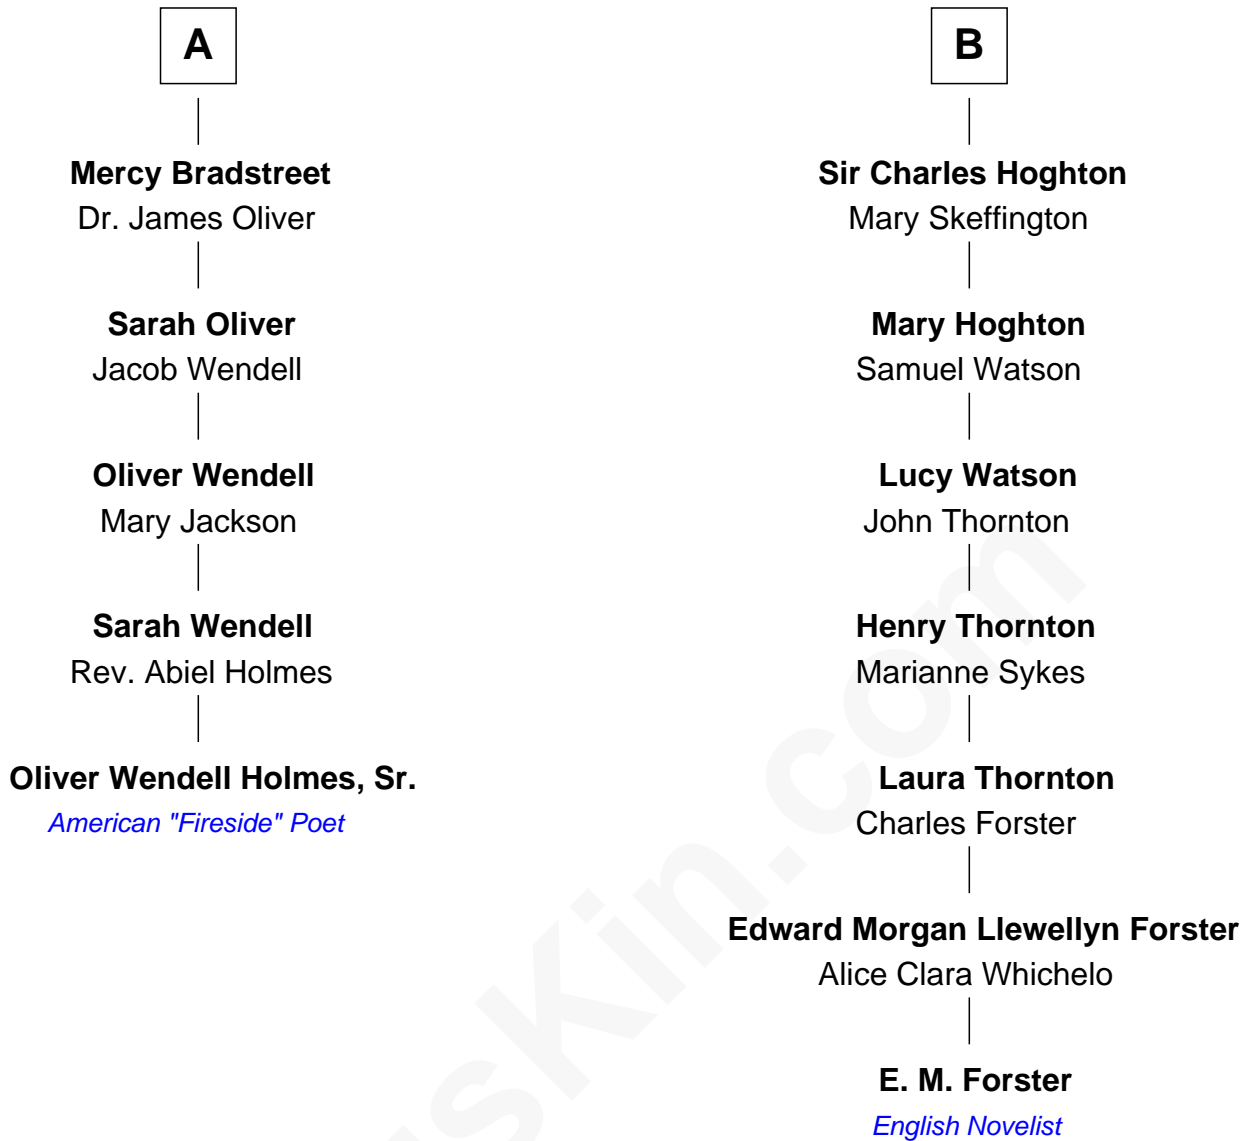 A
Mercy Bradstreet
Dr. James Oliver
Sarah Oliver
Jacob Wendell
Oliver Wendell
Mary Jackson
Sarah Wendell
Rev. Abiel Holmes
Oliver Wendell Holmes, Sr.
American "Fireside" Poet
B
Sir Charles Hoghton
Mary Skeffington
Mary Hoghton
Samuel Watson
Lucy Watson
John Thornton
Henry Thornton
Marianne Sykes
Laura Thornton
Charles Forster
Edward Morgan Llewellyn Forster
Alice Clara Whichelo
E. M. Forster
English Novelist